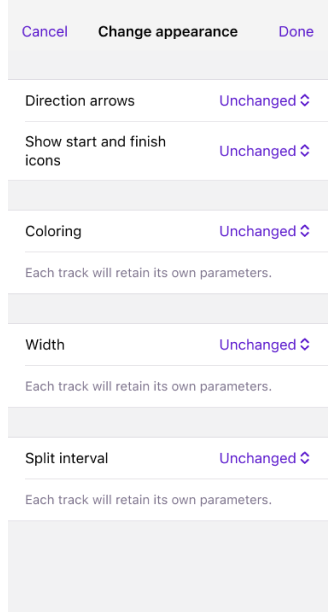 Cancel Change appearance Done
Direction arrows Unchanged
Show start and finish
icons Unchanged
Coloring Unchanged
Each track will retain its own parameters.
Width Unchanged
Each track will retain its own parameters.
Split interval Unchanged
Each track will retain its own parameters.